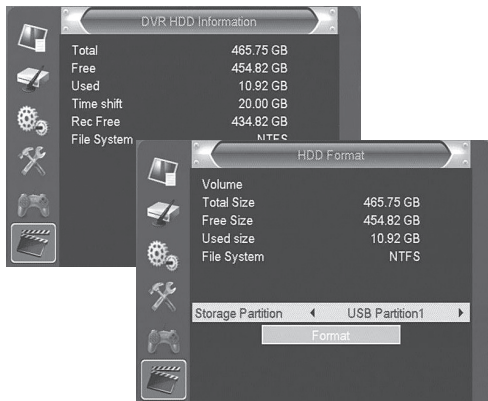 DVR HDD Information
Total 465.75 GB
Free 454.82 GB
Used 10.92 GB
Time shift 20.00 GB
Rec Free 434.82 GB
File System NTFS
HDD Format
Volume
Total Size 465.75 GB
Free Size 454.82 GB
Used size 10.92 GB
File System NTFS
Storage Partition USB Partition1
Format